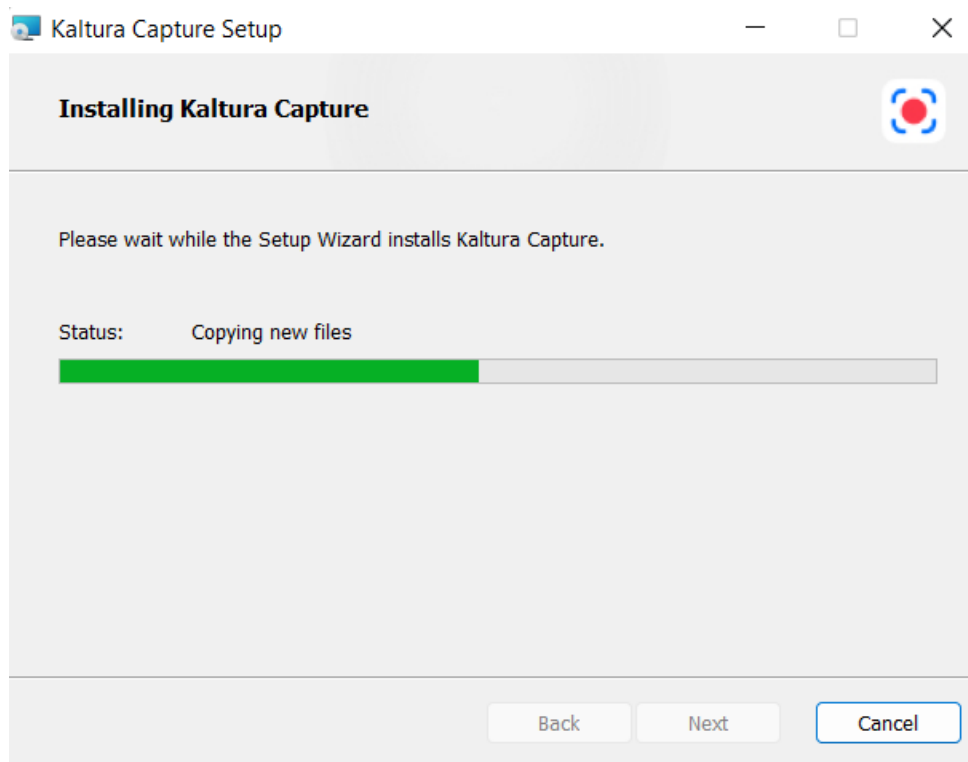 Kaltura Capture Setup
Installing Kaltura Capture
Please wait while the Setup Wizard installs Kaltura Capture.
Status: Copying new files
Back Next Cancel